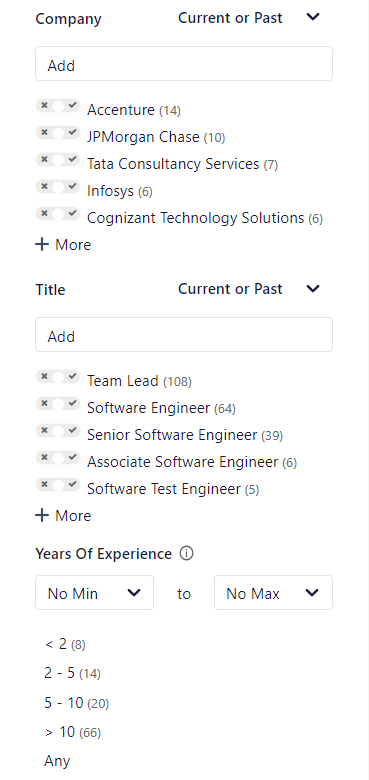 Company Current or Past
Add
Accenture (14)
JPMorgan Chase (10)
Tata Consultancy Services (7)
Infosys (6)
Cognizant Technology Solutions (6)
+ More
Title Current or Past
Add
Team Lead (108)
Software Engineer (64)
Senior Software Engineer (39)
Associate Software Engineer (6)
Software Test Engineer (5)
+ More
Years Of Experience
No Min to No Max
< 2 (8)
2 - 5 (14)
5 - 10 (20)
> 10 (66)
Any